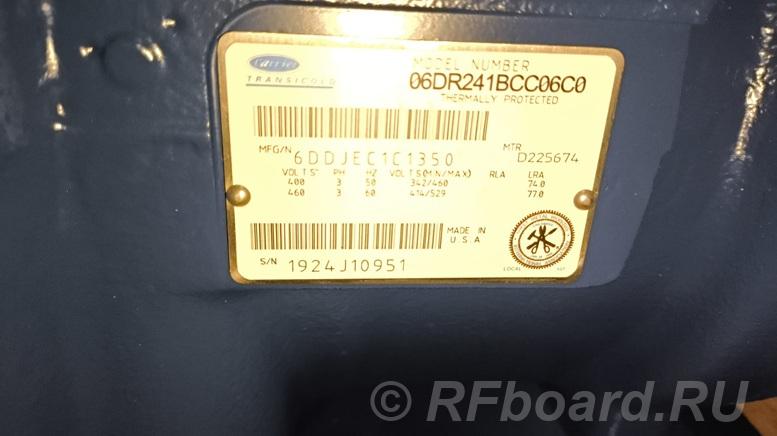 Carrier
TRANSICOLD
MODEL NUMBER
06DR241BCC06C0
THERMALLY PROTECTED
MFG/N 6DDJEC1C1350
MTR D225674
VOLTS PH HZ VOLTS(MIN/MAX) RLA LRA
400 3 50 342/460 74.0
460 3 60 414/529 77.0
MADE IN
U.S.A
S/N 1924J10951
LOCAL
© RFboard.RU